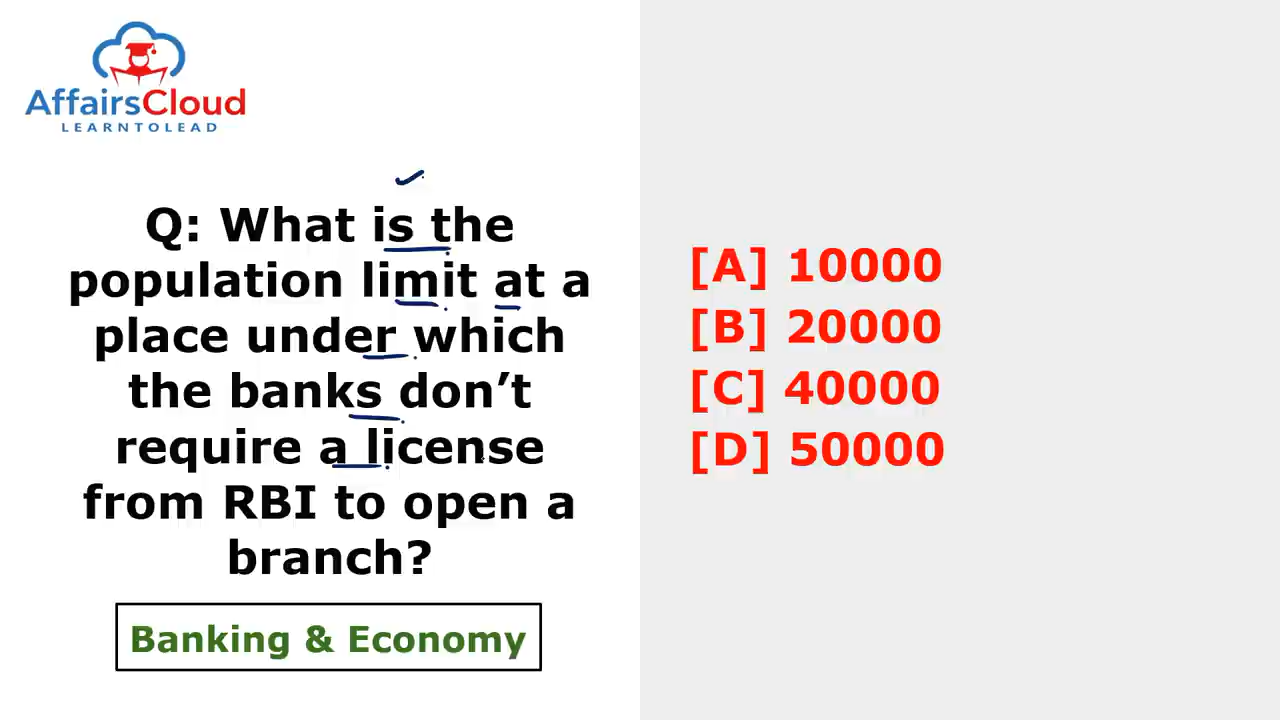 AffairsCloud
LEARNTOLEAD
Q: What is the
population limit at a
place under which
the banks don’t
require a license
from RBI to open a
branch?
Banking & Economy
[A] 10000
[B] 20000
[C] 40000
[D] 50000